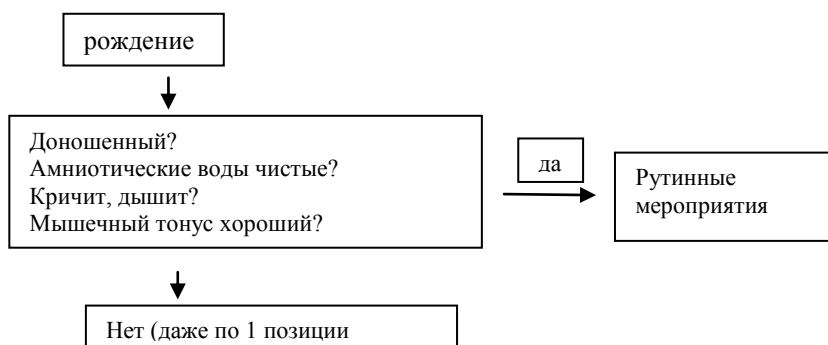 рождение
Доношенный?
Амниотические воды чистые?
Кричит, дышит?
Мышечный тонус хороший?
да
Рутинные
мероприятия
Нет (даже по 1 позиции